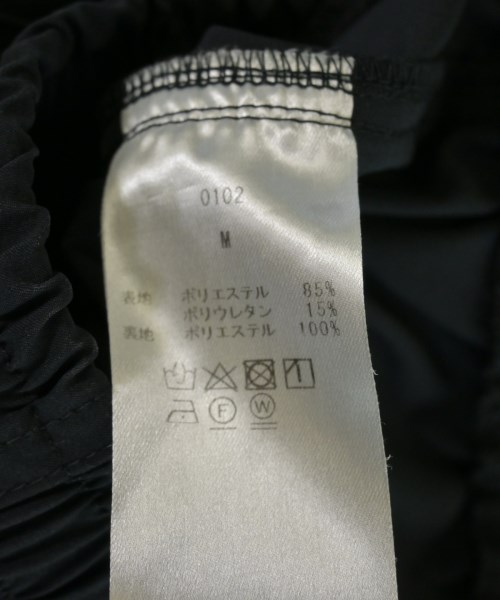 0102
M
表地 ポリエステル 85%
ポリウレタン 15%
裏地 ポリエステル 100%
F W